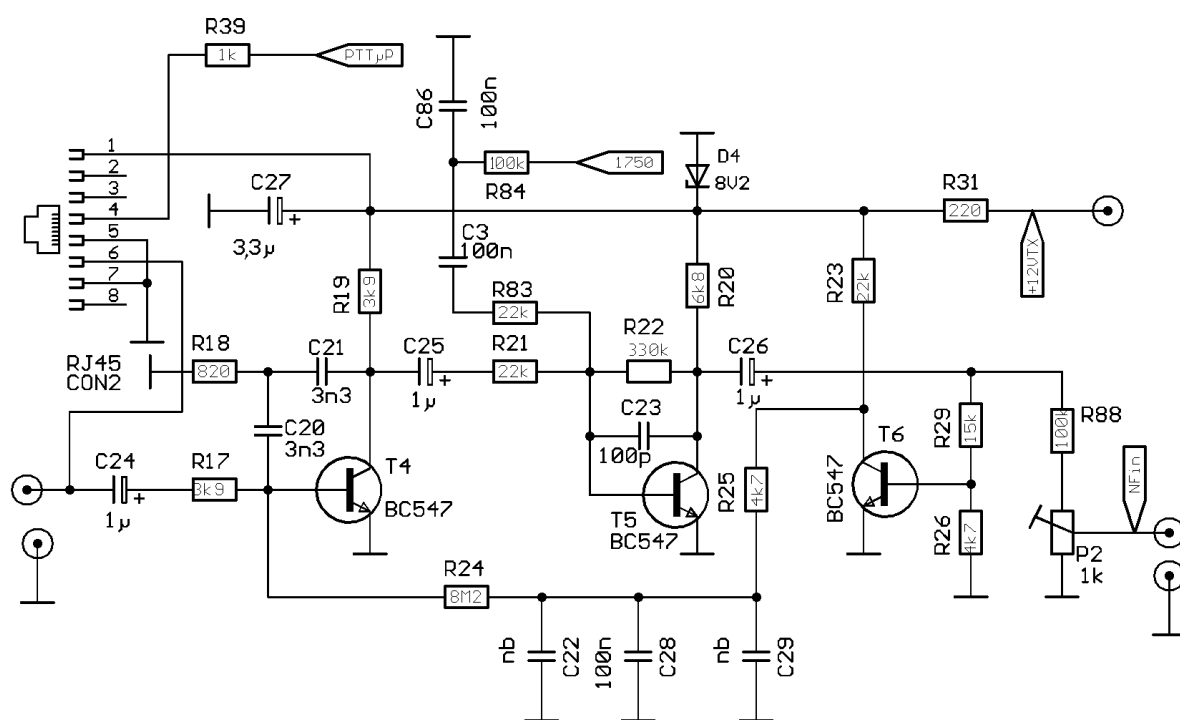 R39
1k
PTTµP
C86
100n
1
2
3
4
5
6
7
8
100k
R84
1750
D4
8V2
C27
3,3µ
R31
220
+12VTX
C3
100n
R19
3k9
R20
6k8
R23
22k
R83
22k
RJ45
CON2
R18
820
C21
3n3
C25
1µ
R21
22k
R22
330k
C26
1µ
C20
3n3
C23
100p
R29
15k
R88
100k
C24
1µ
R17
3k9
T4
BC547
T5
BC547
R25
4k7
T6
BC547
R26
4k7
NFin
P2
1k
R24
8M2
nb
C22
100n
C28
nb
C29